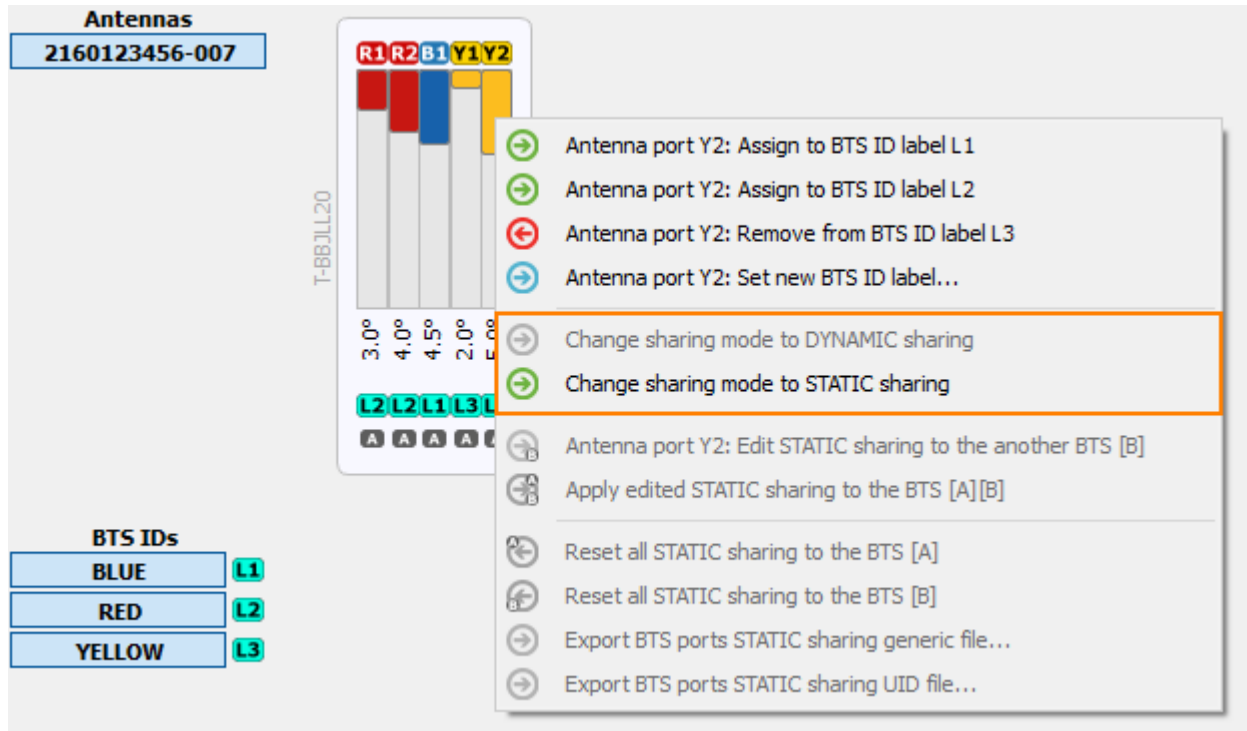 Antennas
2160123456-007
R1 R2 B1 Y1 Y2
T-BBJLL20
3.0° 4.0° 4.5° 2.0°
L2 L2 L1 L3
A A A A
Antenna port Y2: Assign to BTS ID label L1
Antenna port Y2: Assign to BTS ID label L2
Antenna port Y2: Remove from BTS ID label L3
Antenna port Y2: Set new BTS ID label...
Change sharing mode to DYNAMIC sharing
Change sharing mode to STATIC sharing
B Antenna port Y2: Edit STATIC sharing to the another BTS [B]
A B Apply edited STATIC sharing to the BTS [A][B]
A Reset all STATIC sharing to the BTS [A]
B Reset all STATIC sharing to the BTS [B]
Export BTS ports STATIC sharing generic file...
Export BTS ports STATIC sharing UID file...
BTS IDs
BLUE L1
RED L2
YELLOW L3